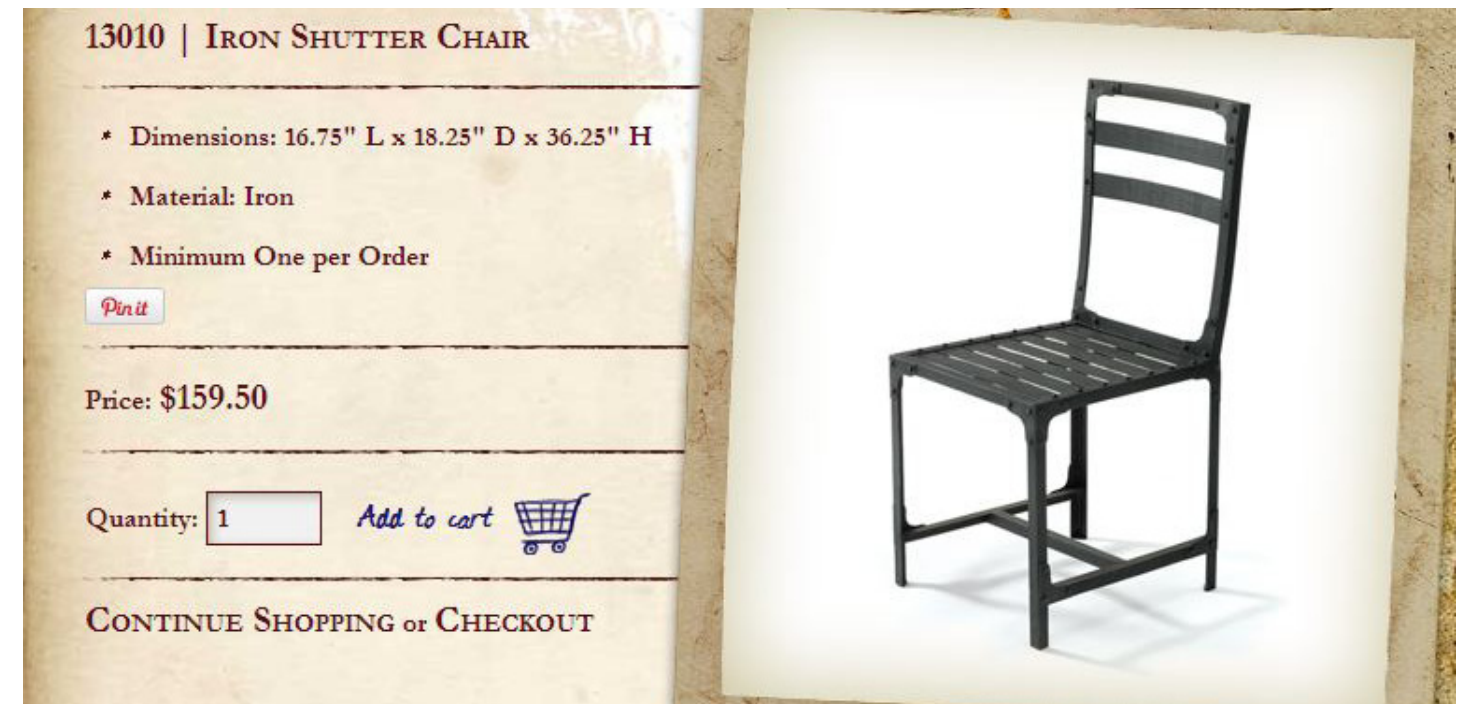 13010 | Iron Shutter Chair
* Dimensions: 16.75" L x 18.25" D x 36.25" H
* Material: Iron
* Minimum One per Order
Pin it
Price: $159.50
Quantity: 1 Add to cart
Continue Shopping or Checkout